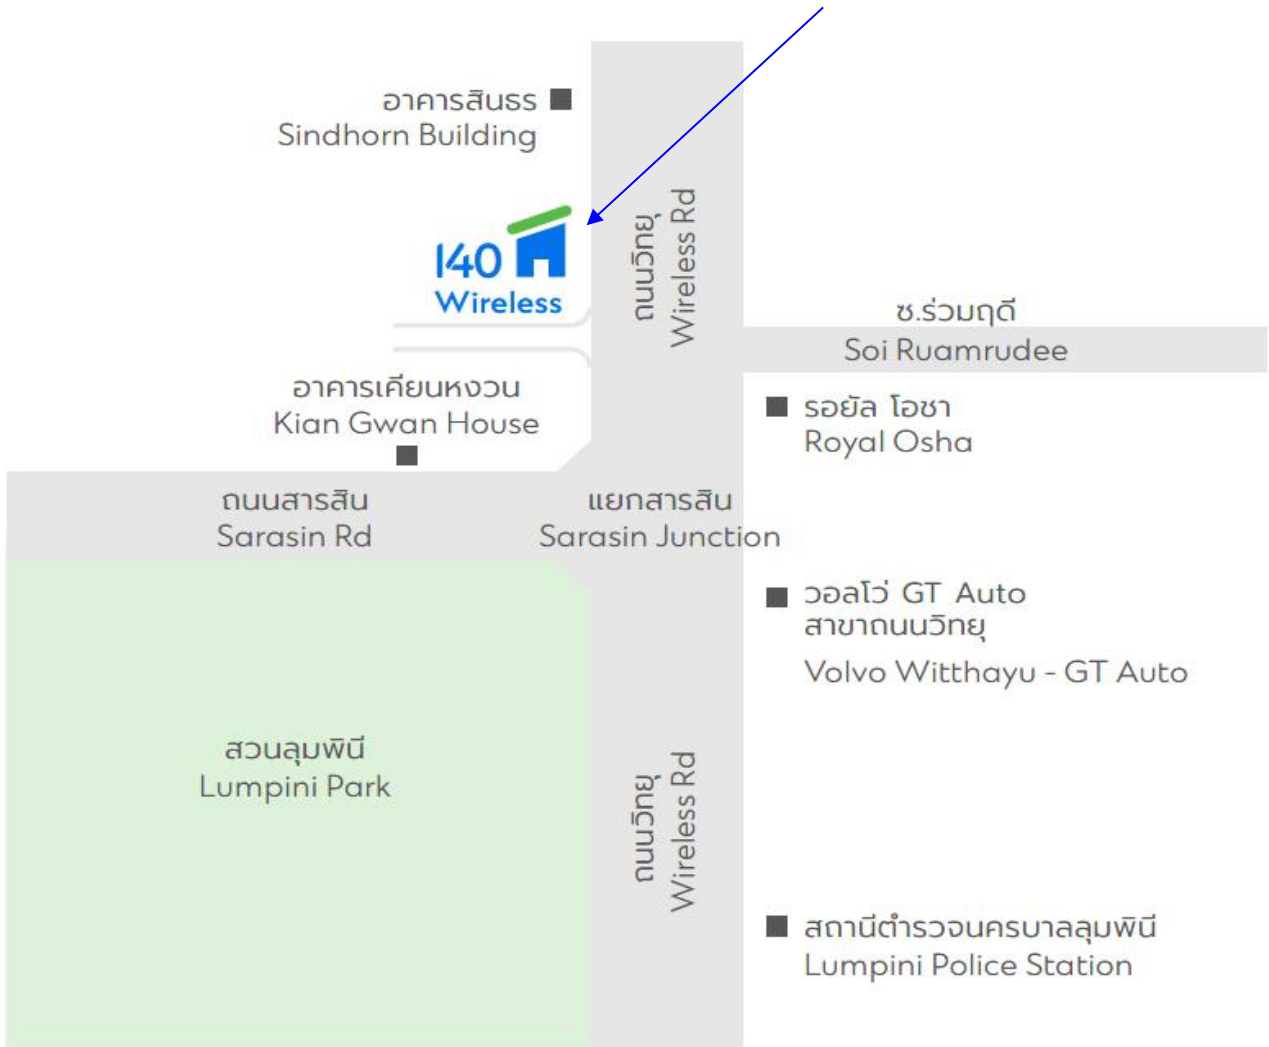 อาคารสินธร
Sindhorn Building
140
Wireless
ถนนวิทยุ
Wireless Rd
ซ.ร่วมฤดี
Soi Ruamrudee
อาคารเคียนหงวน
Kian Gwan House
รอยัล โอชา
Royal Osha
ถนนสารสิน
Sarasin Rd
แยกสารสิน
Sarasin Junction
วอลโว่ GT Auto
สาขาถนนวิทยุ
Volvo Witthayu - GT Auto
สวนลุมพินี
Lumpini Park
ถนนวิทยุ
Wireless Rd
สถานีตำรวจนครบาลลุมพินี
Lumpini Police Station